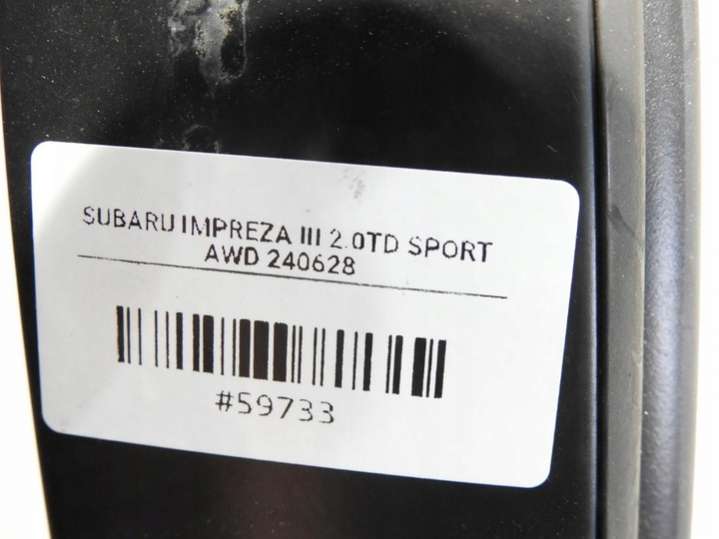 SUBARU IMPREZA III 2.0TD SPORT
AWD 240628
#59733